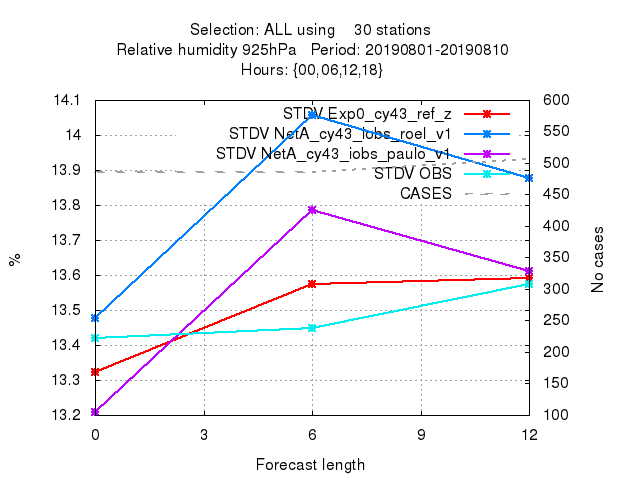 Selection: ALL using    30 stations
Relative humidity 925hPa   Period: 20190801-20190810
Hours: {00,06,12,18}
STDV Exp0_cy43_ref_z
STDV NetA_cy43_iobs_roel_v1
STDV NetA_cy43_iobs_paulo_v1
STDV OBS
CASES
14.1
14
13.9
13.8
13.7
13.6
13.5
13.4
13.3
13.2
%
600
550
500
450
400
350
300
250
200
150
100
No cases
0 3 6 9 12
Forecast length